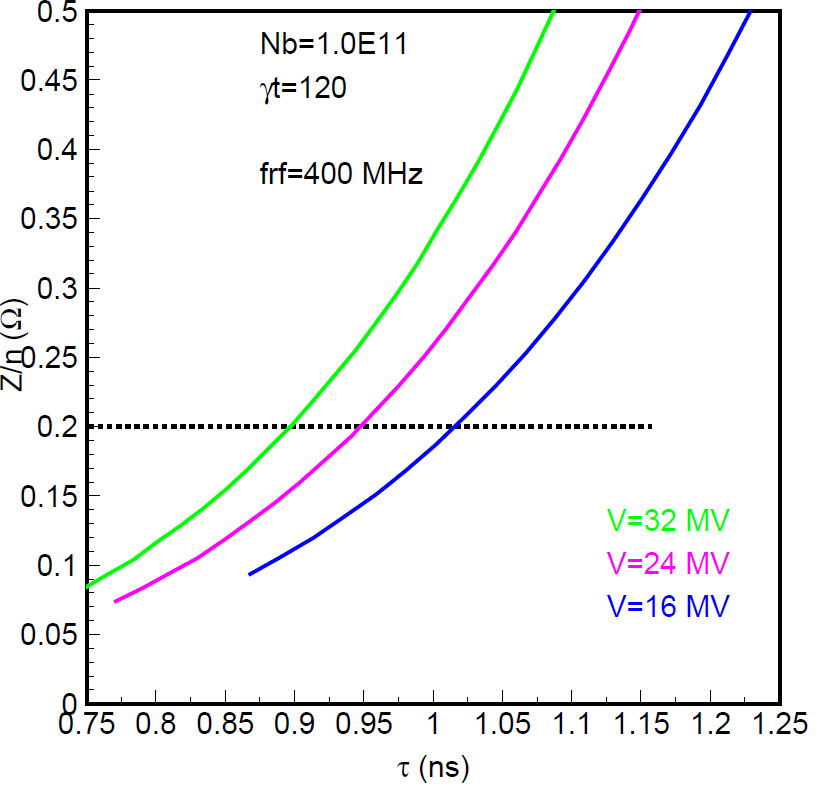 0.5
Nb=1.0E11
0.45
γt=120
0.4
frf=400 MHz
0.35
0.3
Z/n (Ω)
0.25
0.2
0.15
V=32 MV
0.1
V=24 MV
V=16 MV
0.05
0
0.75 0.8 0.85 0.9 0.95 1 1.05 1.1 1.15 1.2 1.25
τ (ns)